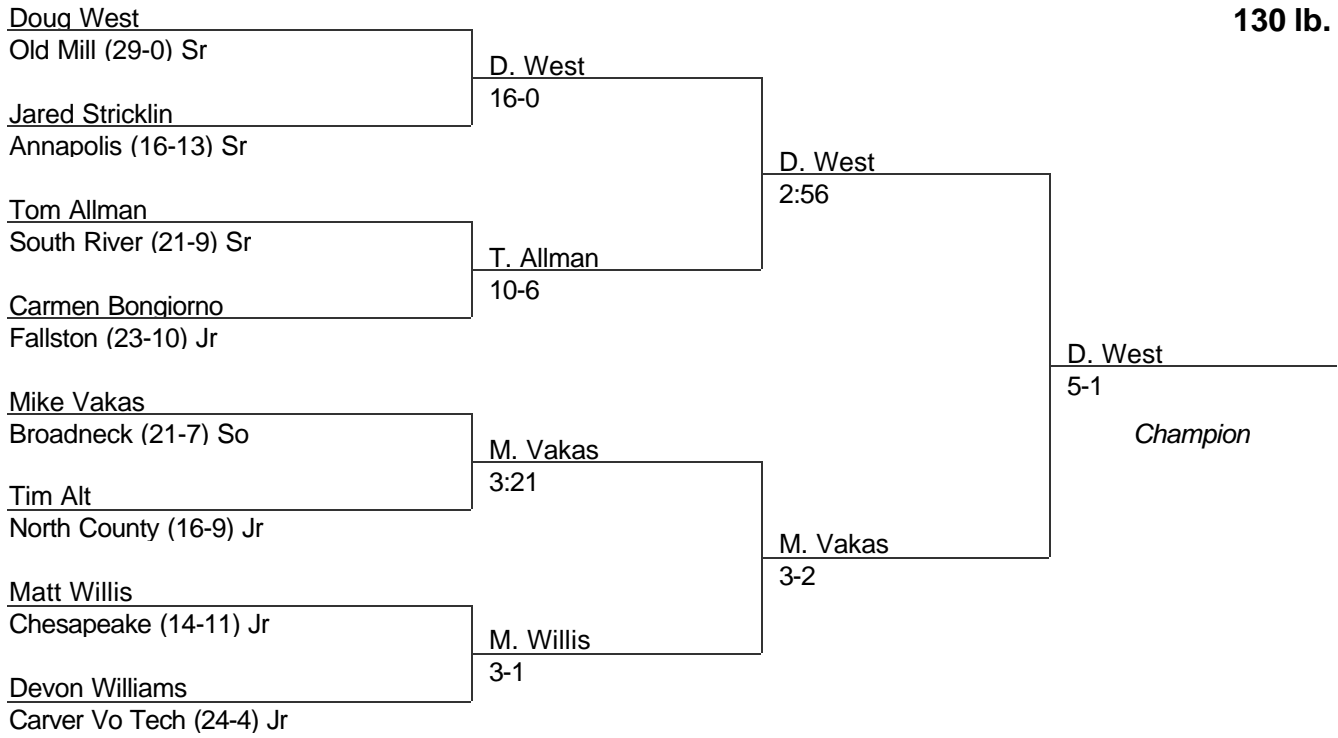 130 lb.
Doug West
Old Mill (29-0) Sr
Jared Stricklin
Annapolis (16-13) Sr
Tom Allman
South River (21-9) Sr
Carmen Bongiorno
Fallston (23-10) Jr
Mike Vakas
Broadneck (21-7) So
Tim Alt
North County (16-9) Jr
Matt Willis
Chesapeake (14-11) Jr
Devon Williams
Carver Vo Tech (24-4) Jr
D. West
16-0
T. Allman
10-6
M. Vakas
3:21
M. Willis
3-1
D. West
2:56
M. Vakas
3-2
D. West
5-1
Champion